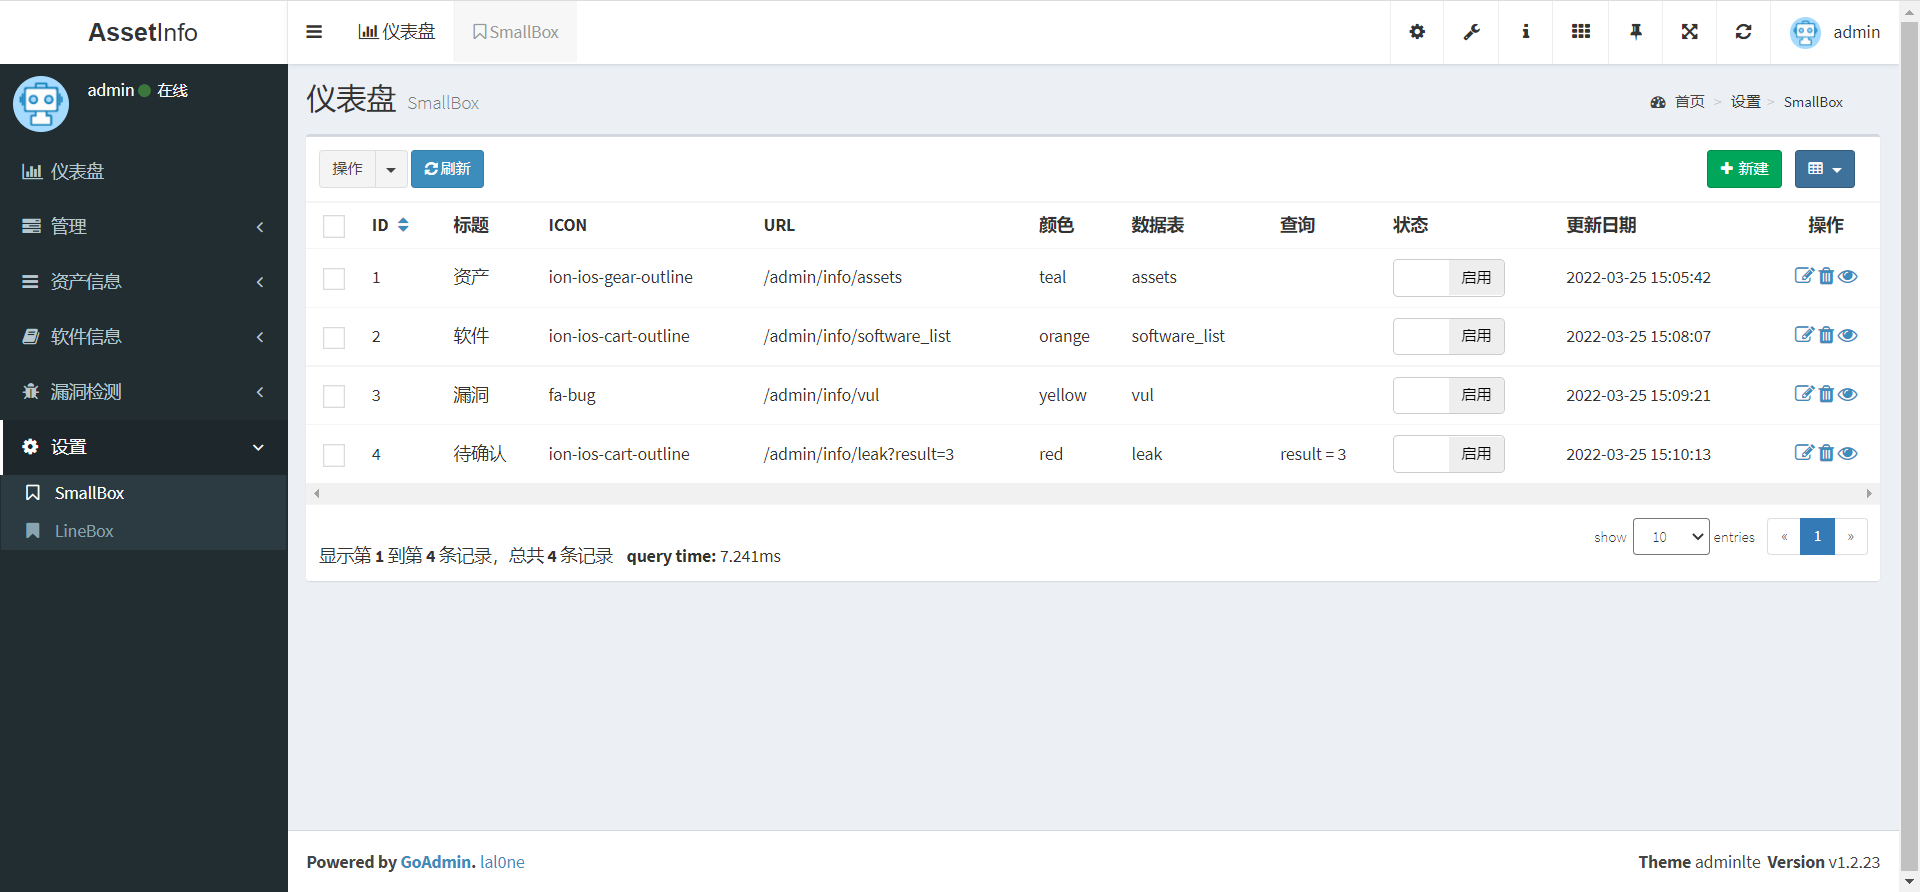 AssetInfo
仪表盘
SmallBox
admin
admin 在线
仪表盘
管理
资产信息
软件信息
漏洞检测
设置
SmallBox
LineBox
仪表盘 SmallBox
首页 > 设置 > SmallBox
操作 刷新 新建
ID 标题 ICON URL 颜色 数据表 查询 状态 更新日期 操作
1 资产 ion-ios-gear-outline /admin/info/assets teal assets 启用 2022-03-25 15:05:42
2 软件 ion-ios-cart-outline /admin/info/software_list orange software_list 启用 2022-03-25 15:08:07
3 漏洞 fa-bug /admin/info/vul yellow vul 启用 2022-03-25 15:09:21
4 待确认 ion-ios-cart-outline /admin/info/leak?result=3 red leak result = 3 启用 2022-03-25 15:10:13
show 10 entries « 1 »
显示第 1 到第 4 条记录，总共 4 条记录 query time: 7.241ms
Powered by GoAdmin. lal0ne
Theme adminlte Version v1.2.23